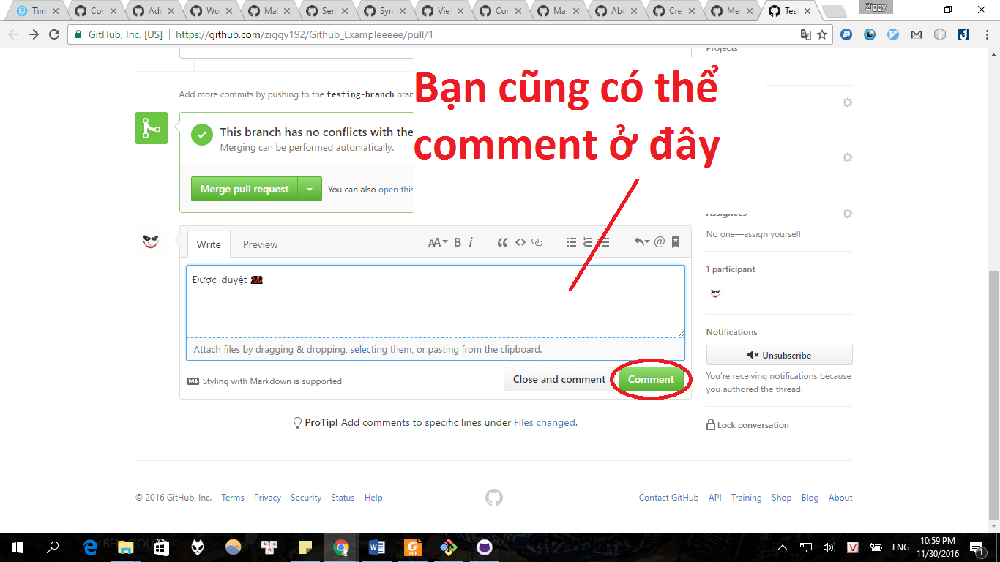 Tim
Cor
Add
Wo
Mal
Sen
Syn
Vie
Cor
Ma
Abo
Cre
Mer
Tes
Ziggy
GitHub, Inc. [US]
https://github.com/ziggy192/Github_Exampleeeee/pull/1
Projects
Add more commits by pushing to the testing-branch bran
Bạn cũng có thể
comment ở đây
This branch has no conflicts with the
Merging can be performed automatically.
Merge pull request
You can also open this
Assignees
No one—assign yourself
Write
Preview
AA B i
Được, duyệt 💯
Attach files by dragging & dropping, selecting them, or pasting from the clipboard.
Styling with Markdown is supported
Close and comment
Comment
1 participant
Notifications
Unsubscribe
You’re receiving notifications because
you authored the thread.
Lock conversation
ProTip! Add comments to specific lines under Files changed.
© 2016 GitHub, Inc. Terms Privacy Security Status Help
Contact GitHub API Training Shop Blog About
ENG
10:59 PM
11/30/2016
1